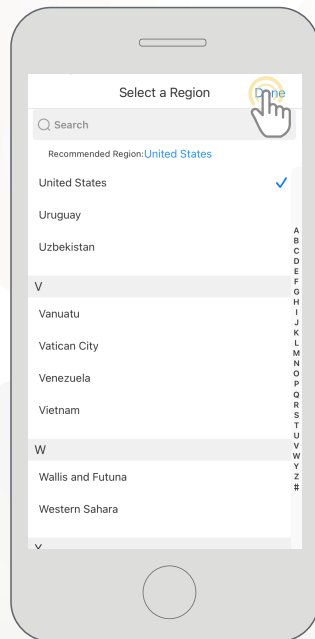 Select a Region Done
Search
Recommended Region:United States
United States
Uruguay
Uzbekistan
V
Vanuatu
Vatican City
Venezuela
Vietnam
W
Wallis and Futuna
Western Sahara
A
B
C
D
E
F
G
H
I
J
K
L
M
N
O
P
Q
R
S
T
U
V
W
Y
Z
#